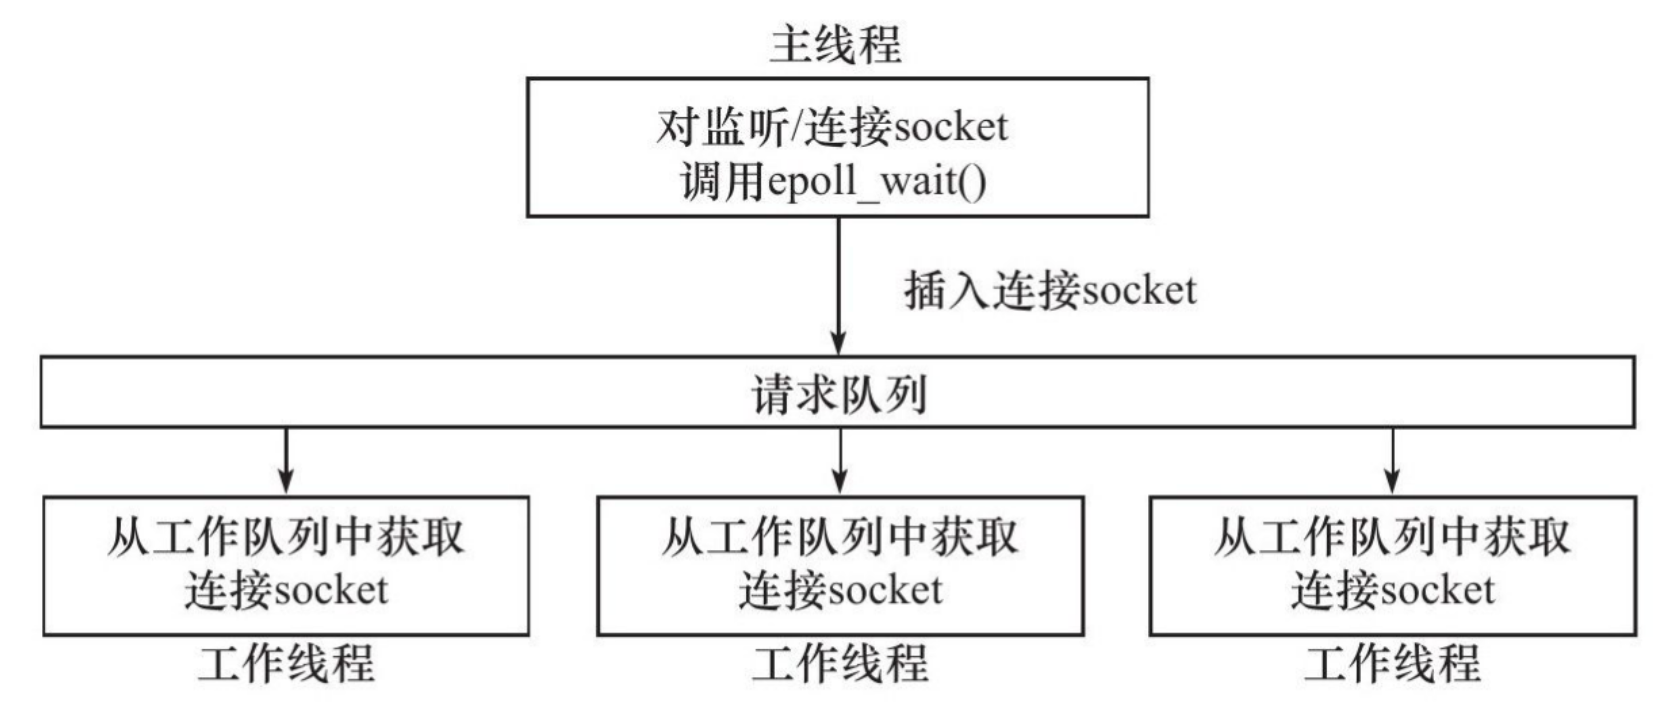 主线程
对监听/连接socket
调用epoll_wait()
插入连接socket
请求队列
从工作队列中获取
连接socket
工作线程
从工作队列中获取
连接socket
工作线程
从工作队列中获取
连接socket
工作线程